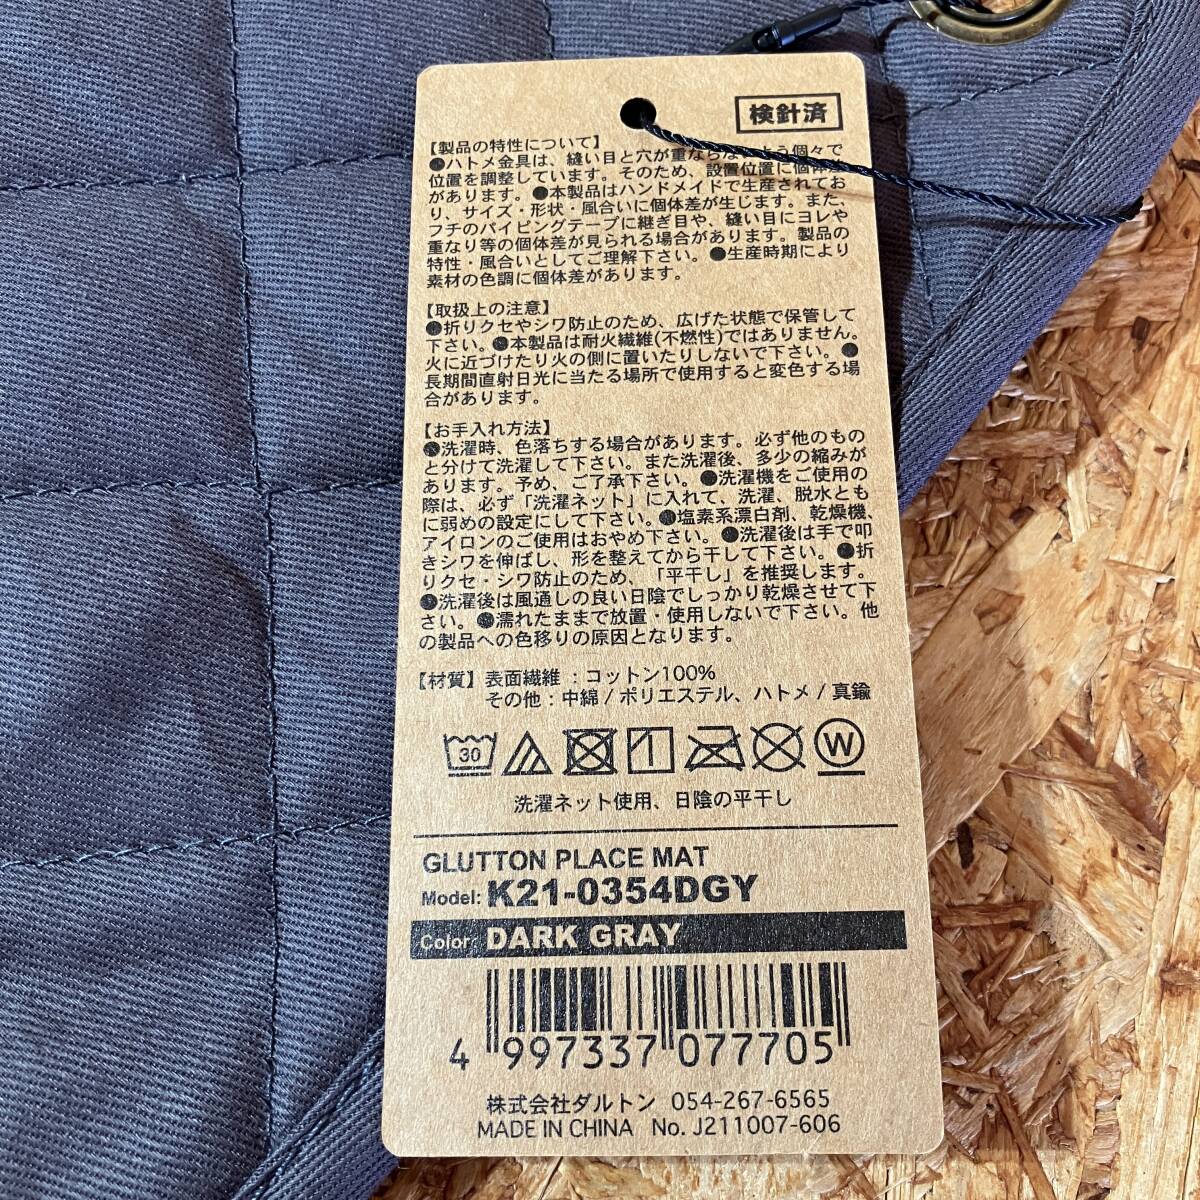 検針済
【製品の特性について】
●ハトメ金具は、縫い目と穴が重ならないよう個々で
位置を調整しています。そのため、設置位置に個体差
があります。●本製品はハンドメイドで生産されてお
り、サイズ・形状・風合いに個体差が生じます。また、
フチのパイピングテープに継ぎ目や、縫い目にヨレや
重なり等の個体差が見られる場合があります。製品の
特性・風合いとしてご理解下さい。●生産時期により
素材の色調に個体差があります。
【取扱上の注意】
●折りクセやシワ防止のため、広げた状態で保管して
下さい。●本製品は耐火繊維(不燃性)ではありません。
火に近づけたり火の側に置いたりしないで下さい。●
長期間直射日光に当たる場所で使用すると変色する場
合があります。
【お手入れ方法】
●洗濯時、色落ちする場合があります。必ず他のもの
と分けて洗濯して下さい。また洗濯後、多少の縮みが
あります。予め、ご了承下さい。●洗濯機をご使用の
際は、必ず「洗濯ネット」に入れて、洗濯、脱水とも
に弱めの設定にして下さい。●塩素系漂白剤、乾燥機、
アイロンのご使用はおやめ下さい。●洗濯後は手で叩
きシワを伸ばし、形を整えてから干して下さい。●折
りクセ・シワ防止のため、「平干し」を推奨します。
●洗濯後は風通しの良い日陰でしっかり乾燥させて下
さい。●濡れたままで放置・使用しないで下さい。他
の製品への色移りの原因となります。
【材質】表面繊維：コットン100%
その他：中綿/ポリエステル、ハトメ/真鍮
30 W
洗濯ネット使用、日陰の平干し
GLUTTON PLACE MAT
Model: K21-0354DGY
Color: DARK GRAY
4 997337 077705
株式会社ダルトン 054-267-6565
MADE IN CHINA No. J211007-606